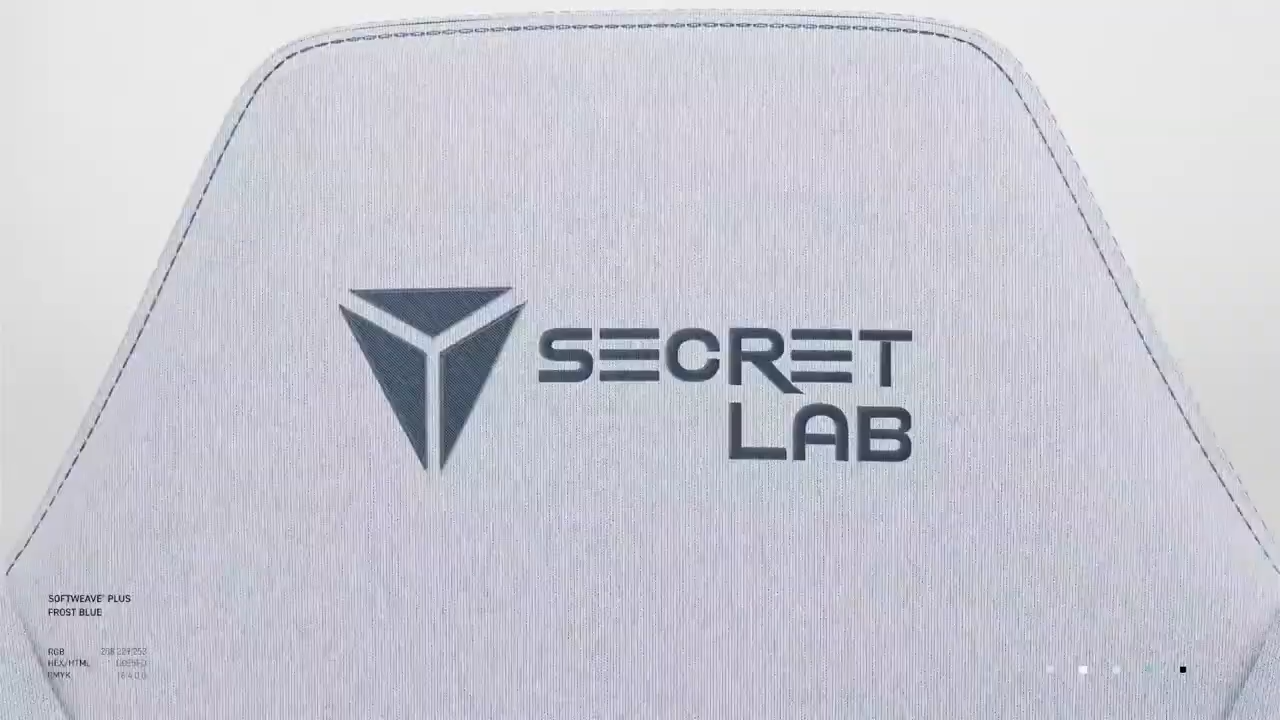 SECRET
LAB
SOFTWEAVE® PLUS
FROST BLUE
RGB
HEX/HTML
CMYK